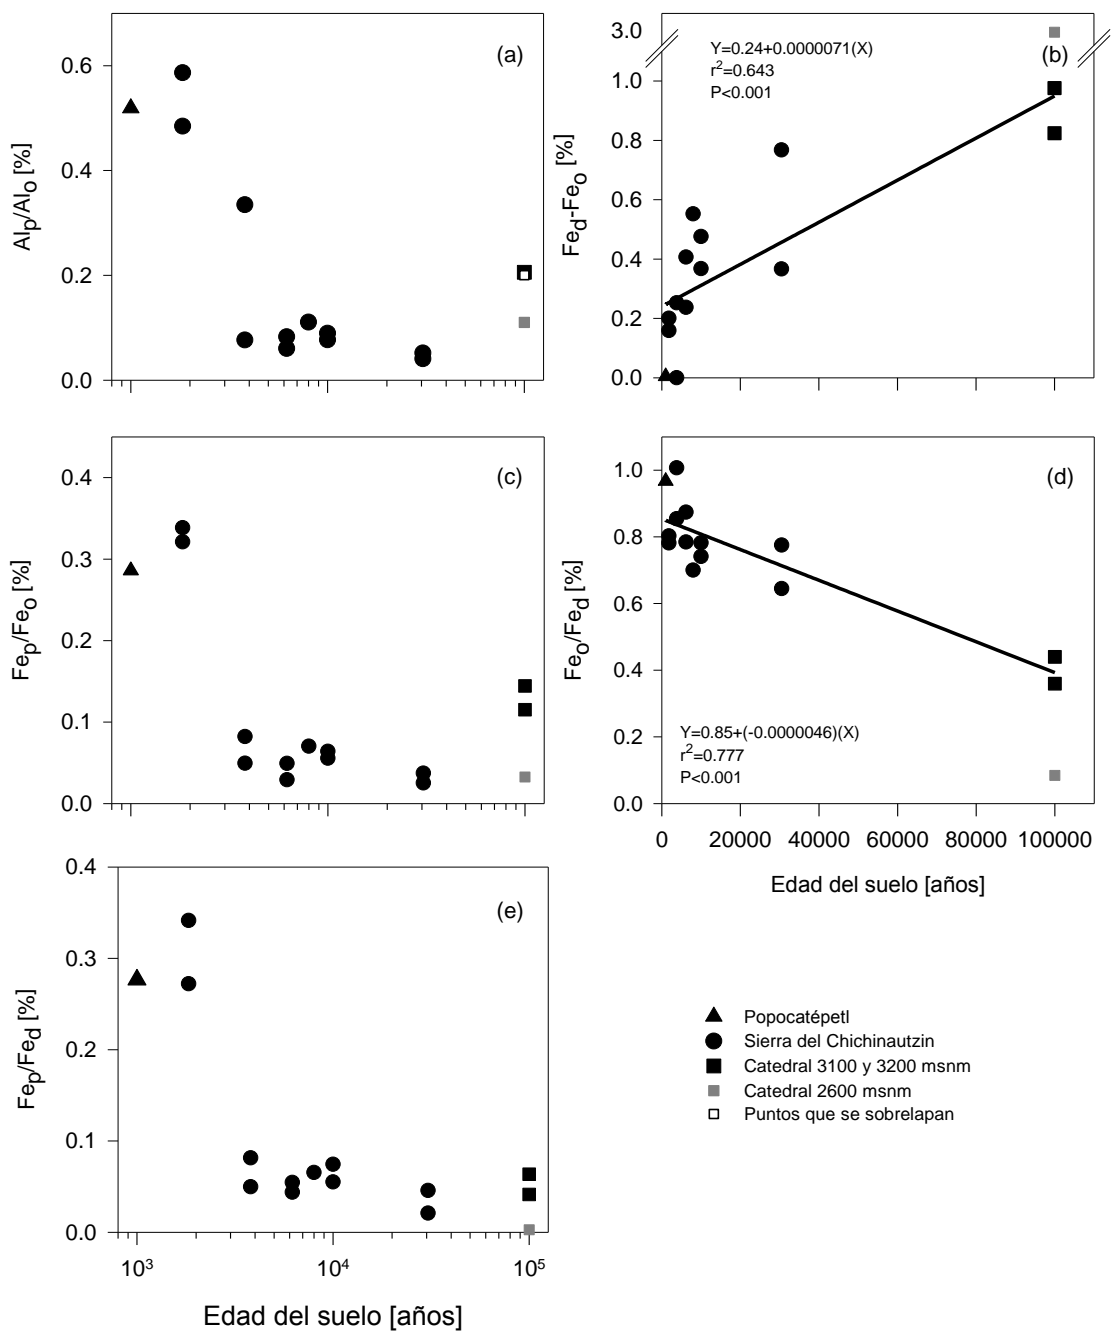 (a)
0.6
0.4
0.2
0.0
Alp/Alo [%]
3.0
Y=0.24+0.0000071(X)
r2=0.643
P<0.001
(b)
1.0
0.8
0.6
0.4
0.2
0.0
Fed-Feo [%]
0 20000 40000 60000 80000 100000
(c)
0.4
0.3
0.2
0.1
0.0
Fep/Feo [%]
(d)
1.0
0.8
0.6
0.4
0.2
0.0
Feo/Fed [%]
Y=0.85+(-0.0000046)(X)
r2=0.777
P<0.001
0 20000 40000 60000 80000 100000
Edad del suelo [años]
(e)
0.4
0.3
0.2
0.1
0.0
Fep/Fed [%]
10³ 10⁴ 10⁵
Edad del suelo [años]
Popocatépetl
Sierra del Chichinautzin
Catedral 3100 y 3200 msnm
Catedral 2600 msnm
Puntos que se sobrelapan